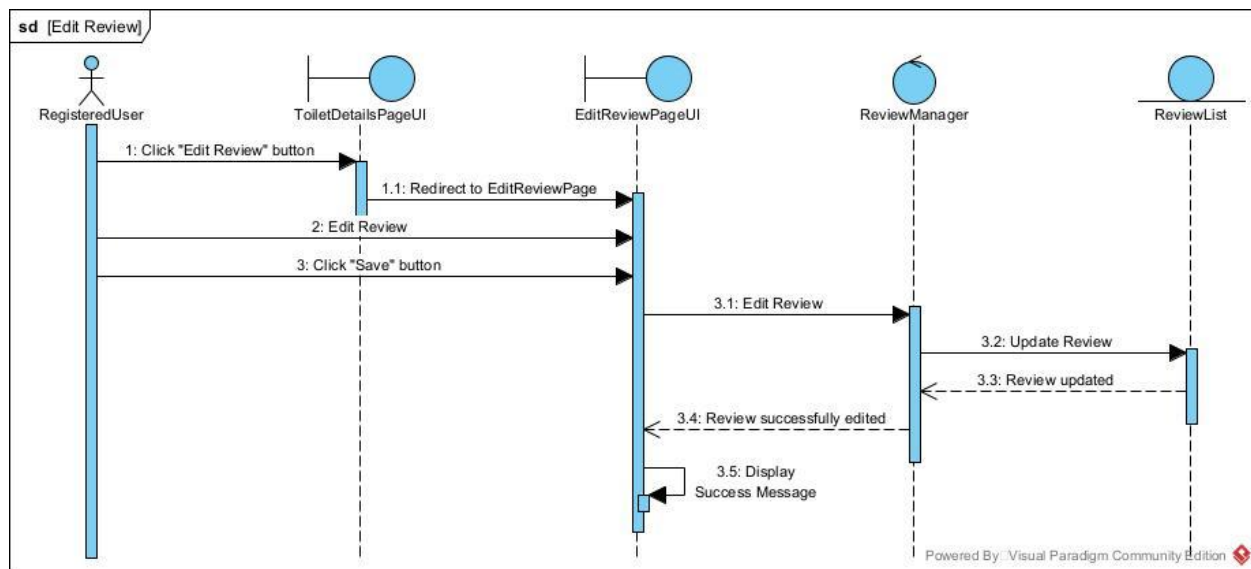 sd [Edit Review]
RegisteredUser
ToiletDetailsPageUI
EditReviewPageUI
ReviewManager
ReviewList
1: Click "Edit Review" button
1.1: Redirect to EditReviewPage
2: Edit Review
3: Click "Save" button
3.1: Edit Review
3.2: Update Review
3.3: Review updated
3.4: Review successfully edited
3.5: Display
Success Message
Powered By Visual Paradigm Community Edition